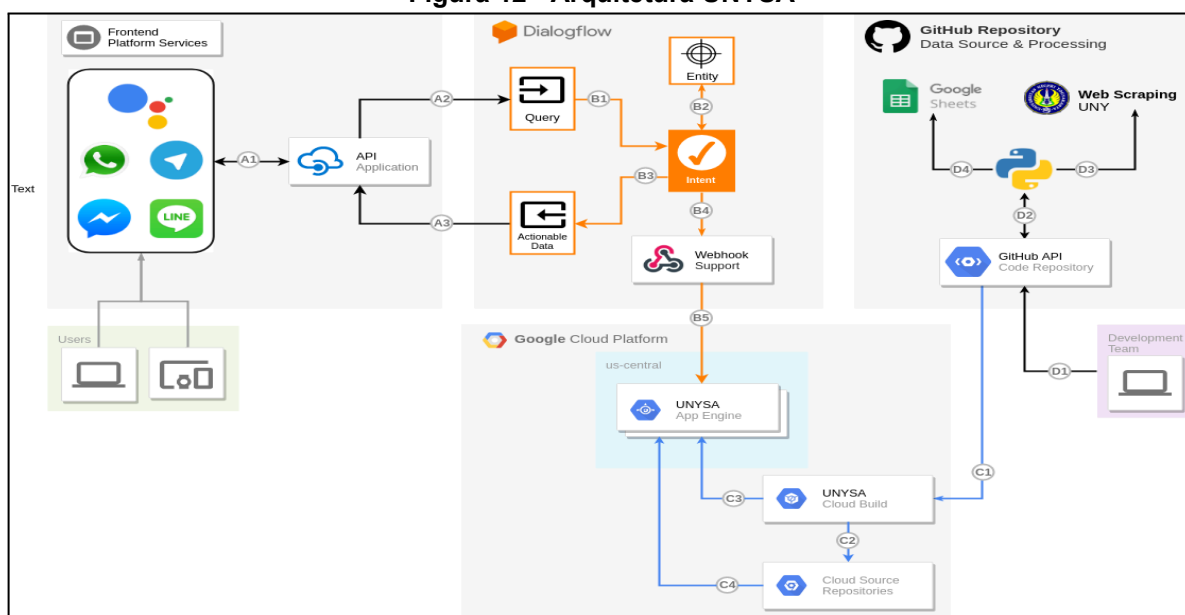 Figura 12 - Arquitetura UNYSA
Frontend
Platform Services
Text
LINE
Users
A1
API
Application
A2
A3
Dialogflow
Query
B1
Entity
B2
Intent
B3
Actionable
Data
B4
Webhook
Support
B5
GitHub Repository
Data Source & Processing
Google
Sheets
Web Scraping
UNY
D4
D3
D2
GitHub API
Code Repository
Development
Team
D1
Google Cloud Platform
us-central
UNYSA
App Engine
C1
UNYSA
Cloud Build
C3
C2
Cloud Source
Repositories
C4